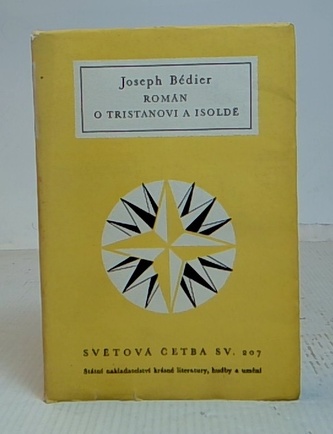 Joseph Bédier
ROMÁN
O TRISTANOVI A ISOLDĚ
SVĚTOVÁ ČETBA SV. 207
Státní nakladatelství krásné literatury, hudby a umění